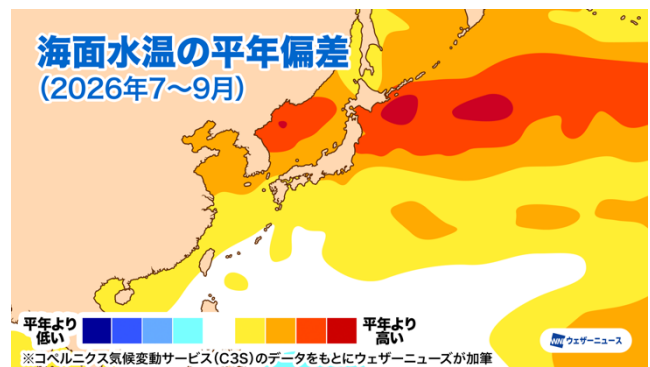 海面水温の平年偏差
(2026年7〜9月)
平年より
低い
平年より
高い
ウェザーニュース
※コペルニクス気候変動サービス(C3S)のデータをもとにウェザーニューズが加筆